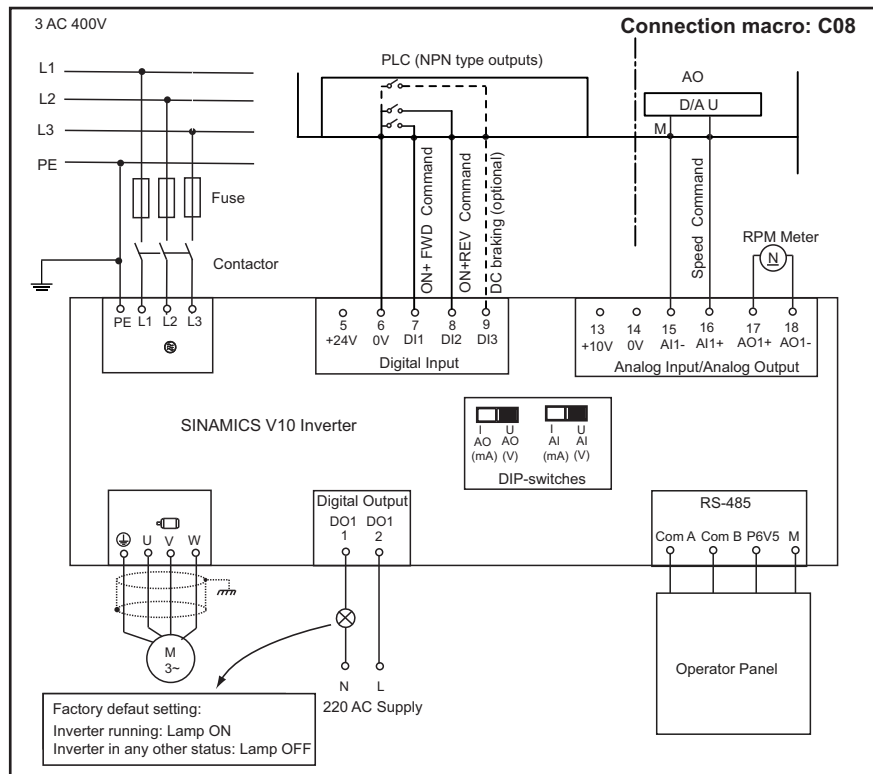 3 AC 400V
Connection macro: C08
PLC (NPN type outputs)
AO
D/A U
M
L1
L2
L3
PE
Fuse
Contactor
ON+ FWD Command
ON+REV Command
DC braking (optional)
Speed Command
RPM Meter
N
PE L1 L2 L3
5 6 7 8 9
+24V 0V DI1 DI2 DI3
Digital Input
13 14 15 16 17 18
+10V 0V AI1- AI1+ AO1+ AO1-
Analog Input/Analog Output
SINAMICS V10 Inverter
I U I U
AO AO AI AI
(mA) (V) (mA) (V)
DIP-switches
U V W
Digital Output
DO1 DO1
1 2
RS-485
Com A Com B P6V5 M
M
3~
N L
220 AC Supply
Operator Panel
Factory defaut setting:
Inverter running: Lamp ON
Inverter in any other status: Lamp OFF